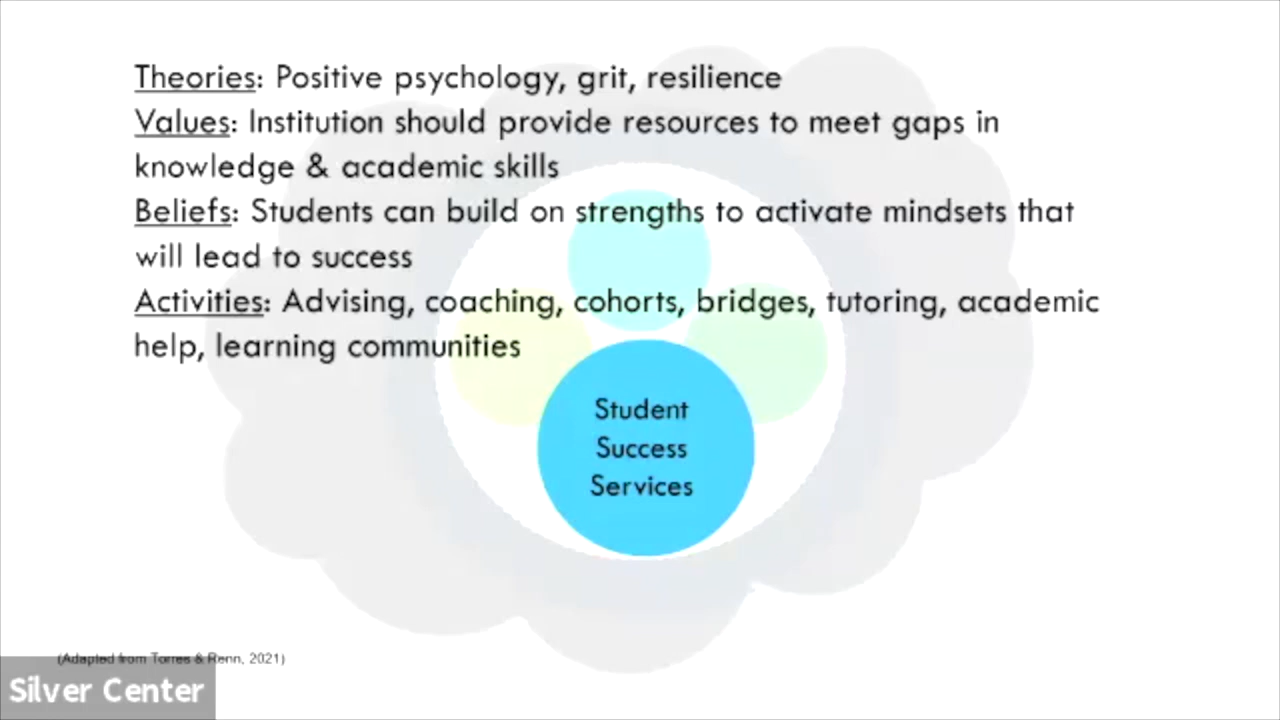 Theories: Positive psychology, grit, resilience
Values: Institution should provide resources to meet gaps in
knowledge & academic skills
Beliefs: Students can build on strengths to activate mindsets that
will lead to success
Activities: Advising, coaching, cohorts, bridges, tutoring, academic
help, learning communities
Student
Success
Services
(Adapted from Torres & Renn, 2021)
Silver Center